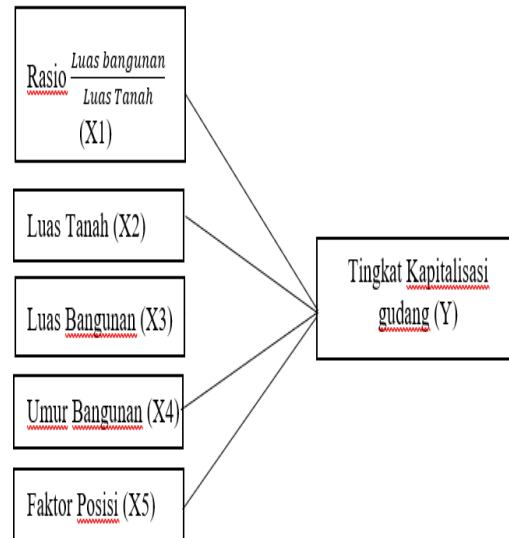 Rasio Luas bangunan / Luas Tanah
(X1)
Luas Tanah (X2)
Luas Bangunan (X3)
Umur Bangunan (X4)
Faktor Posisi (X5)
Tingkat Kapitalisasi
gudang (Y)